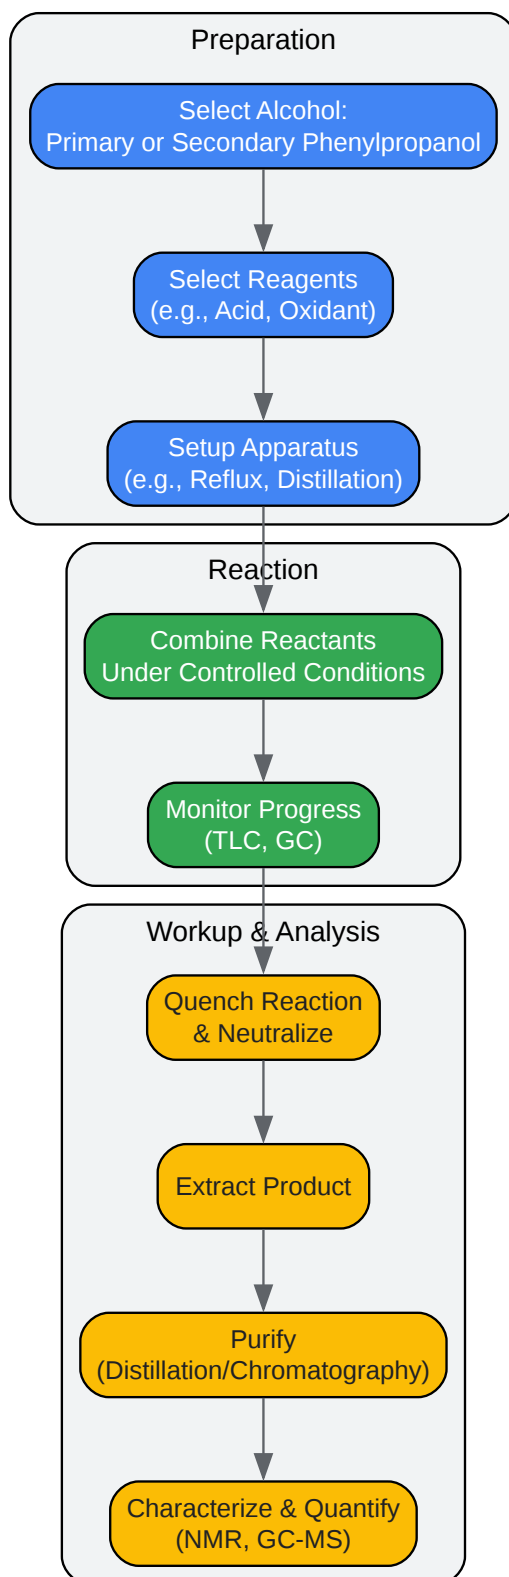 Preparation
Select Alcohol:
Primary or Secondary Phenylpropanol
Select Reagents
(e.g., Acid, Oxidant)
Setup Apparatus
(e.g., Reflux, Distillation)
Reaction
Combine Reactants
Under Controlled Conditions
Monitor Progress
(TLC, GC)
Workup & Analysis
Quench Reaction
& Neutralize
Extract Product
Purify
(Distillation/Chromatography)
Characterize & Quantify
(NMR, GC-MS)